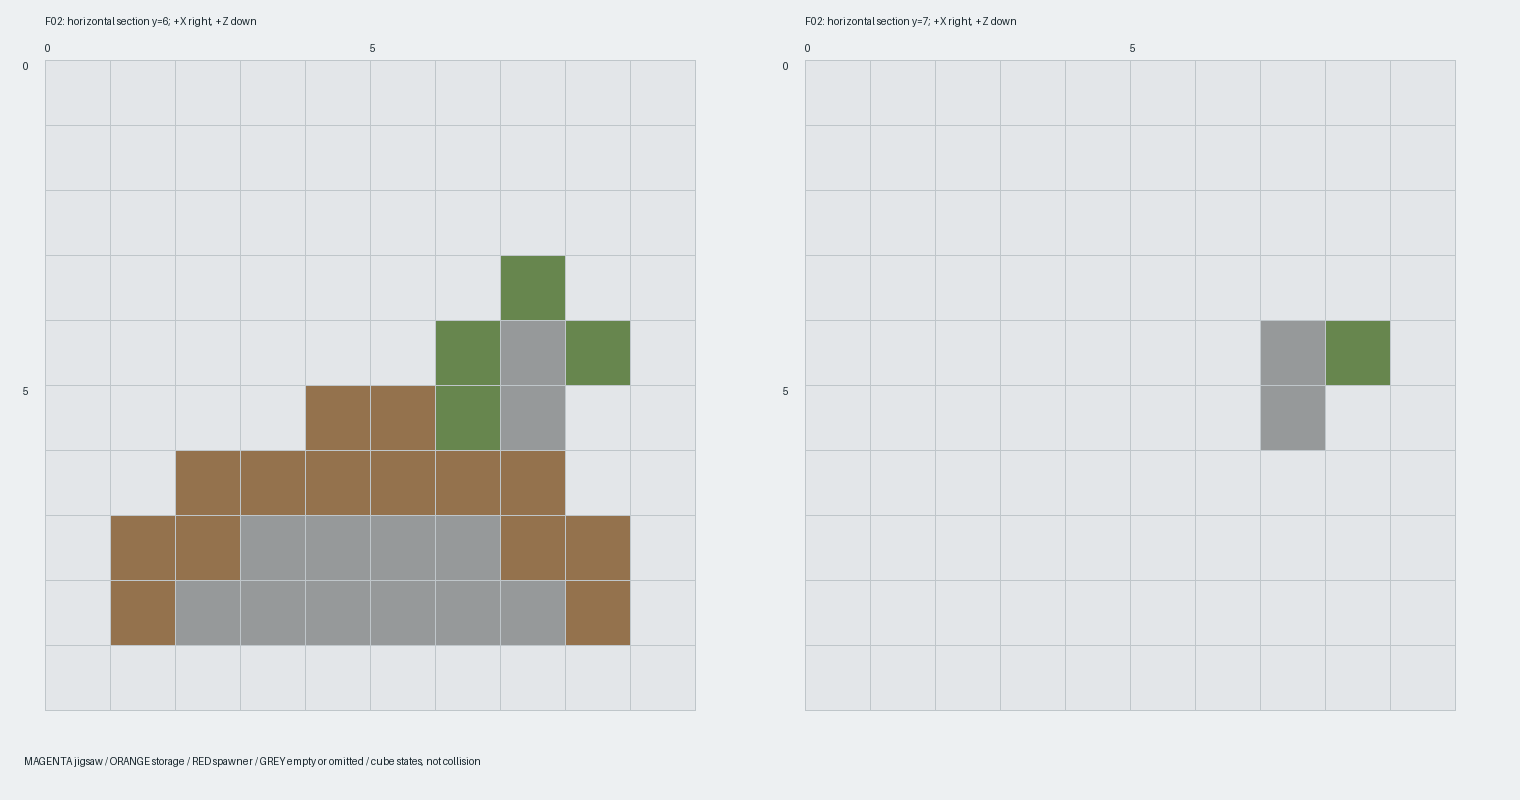 F02: horizontal section y=6; +X right, +Z down
F02: horizontal section y=7; +X right, +Z down
0 5
0 5
0
0
5
5
MAGENTA jigsaw / ORANGE storage / RED spawner / GREY empty or omitted / cube states, not collision